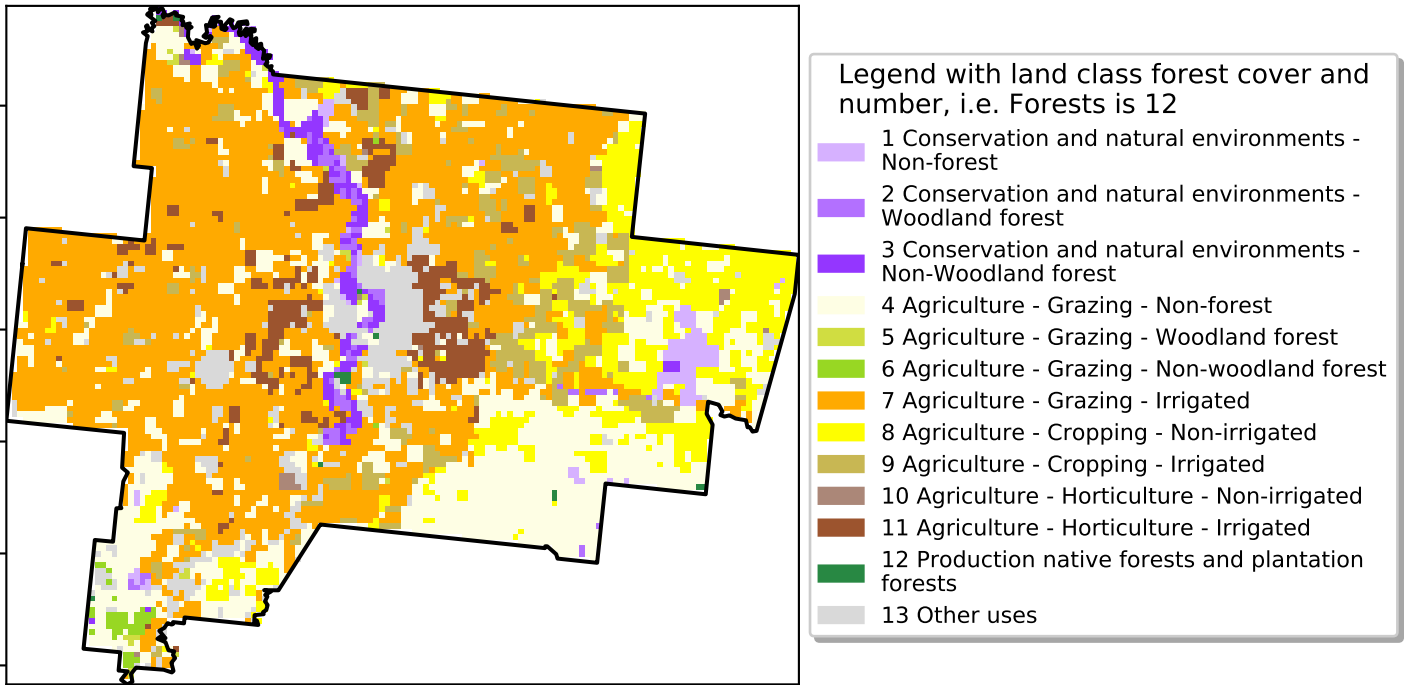 Legend with land class forest cover and
number, i.e. Forests is 12
1 Conservation and natural environments -
Non-forest
2 Conservation and natural environments -
Woodland forest
3 Conservation and natural environments -
Non-Woodland forest
4 Agriculture - Grazing - Non-forest
5 Agriculture - Grazing - Woodland forest
6 Agriculture - Grazing - Non-woodland forest
7 Agriculture - Grazing - Irrigated
8 Agriculture - Cropping - Non-irrigated
9 Agriculture - Cropping - Irrigated
10 Agriculture - Horticulture - Non-irrigated
11 Agriculture - Horticulture - Irrigated
12 Production native forests and plantation
forests
13 Other uses